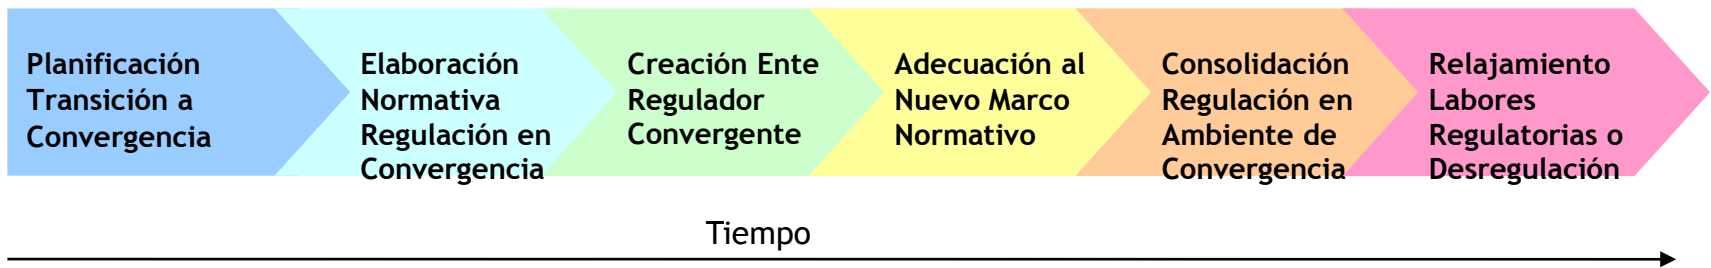 Planificación
Transición a
Convergencia
Elaboración
Normativa
Regulación en
Convergencia
Creación Ente
Regulador
Convergente
Adecuación al
Nuevo Marco
Normativo
Consolidación
Regulación en
Ambiente de
Convergencia
Relajamiento
Labores
Regulatorias o
Desregulación
Tiempo